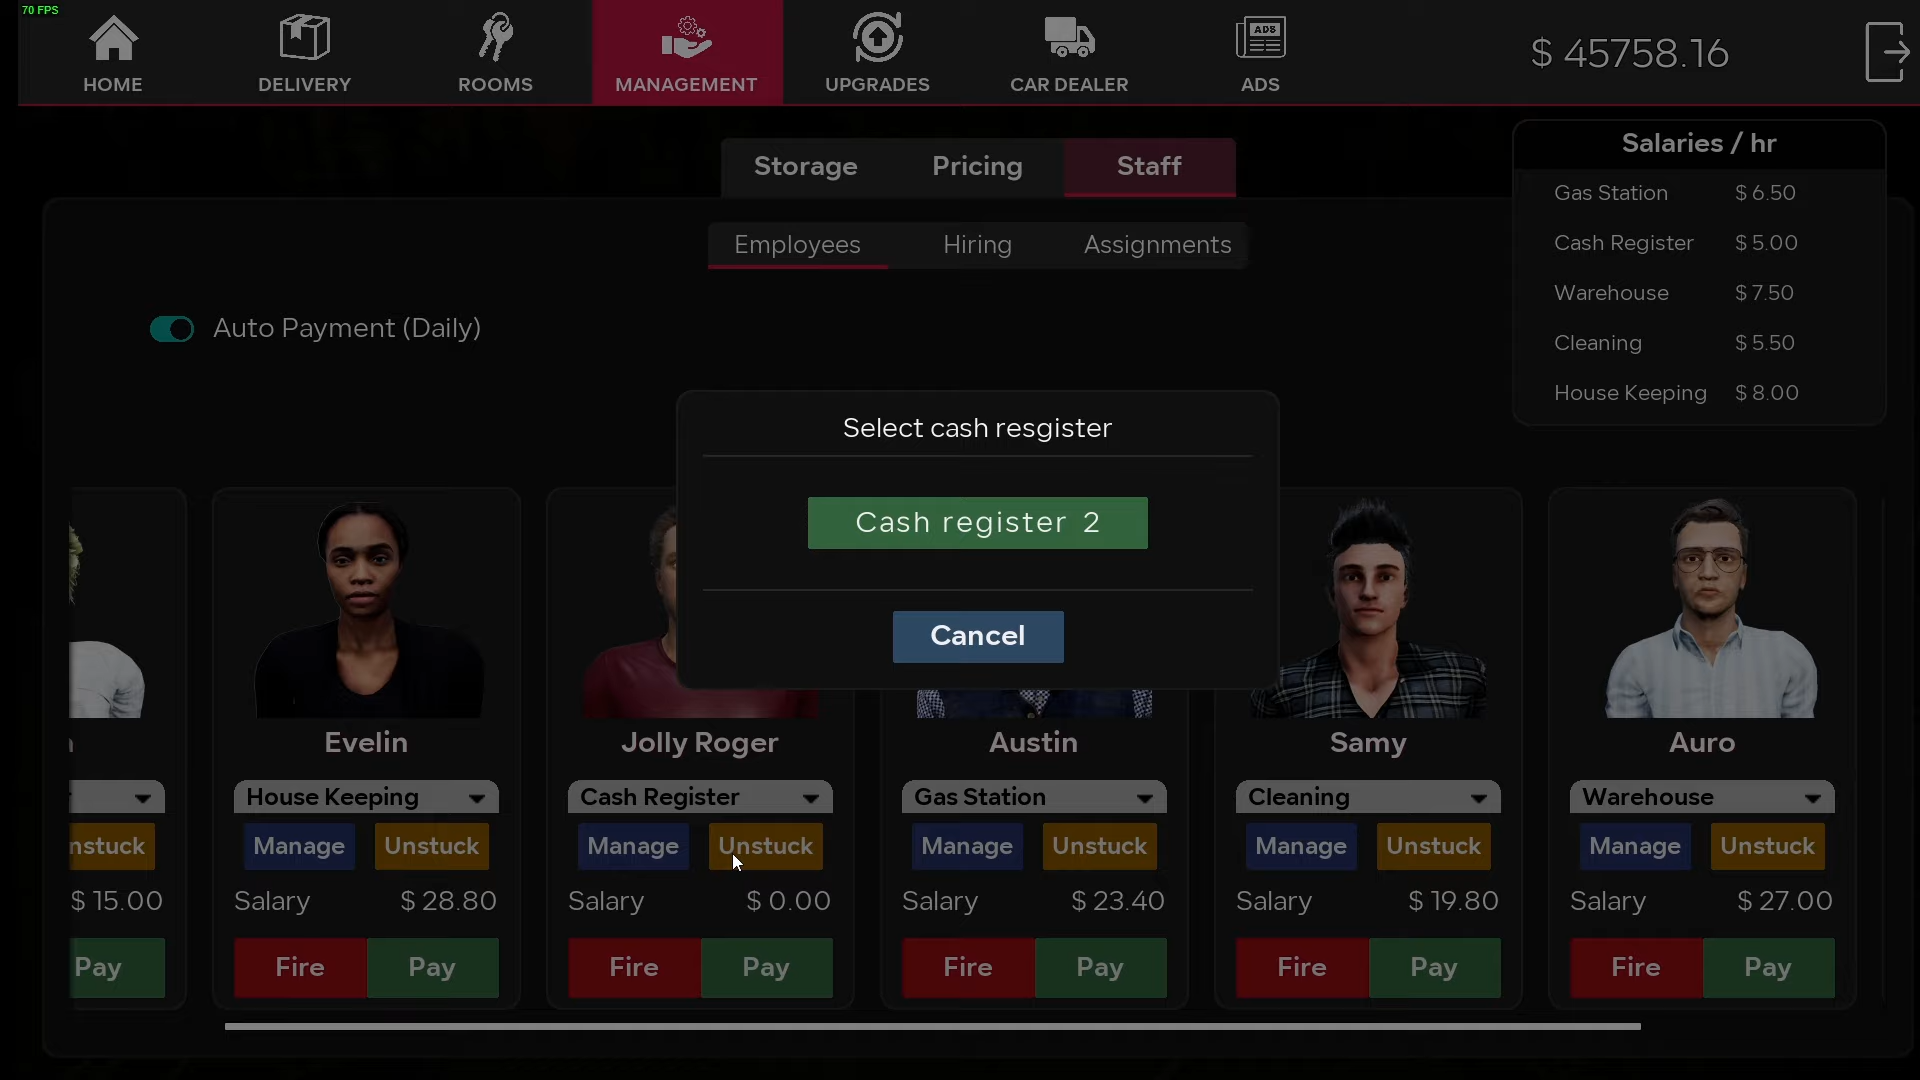 70 FPS
HOME
DELIVERY
ROOMS
MANAGEMENT
UPGRADES
ADS
CAR DEALER
ADS
$ 45758.16
Storage
Pricing
Staff
Salaries / hr
Gas Station $ 6.50
Cash Register $ 5.00
Warehouse $ 7.50
Cleaning $ 5.50
House Keeping $ 8.00
Employees
Hiring
Assignments
Auto Payment (Daily)
Select cash resgister
Cash register 2
Cancel
nstuck
$ 15.00
Pay
Evelin
House Keeping
Manage Unstuck
Salary $ 28.80
Fire Pay
Jolly Roger
Cash Register
Manage Unstuck
Salary $ 0.00
Fire Pay
Austin
Gas Station
Manage Unstuck
Salary $ 23.40
Fire Pay
Samy
Cleaning
Manage Unstuck
Salary $ 19.80
Fire Pay
Auro
Warehouse
Manage Unstuck
Salary $ 27.00
Fire Pay